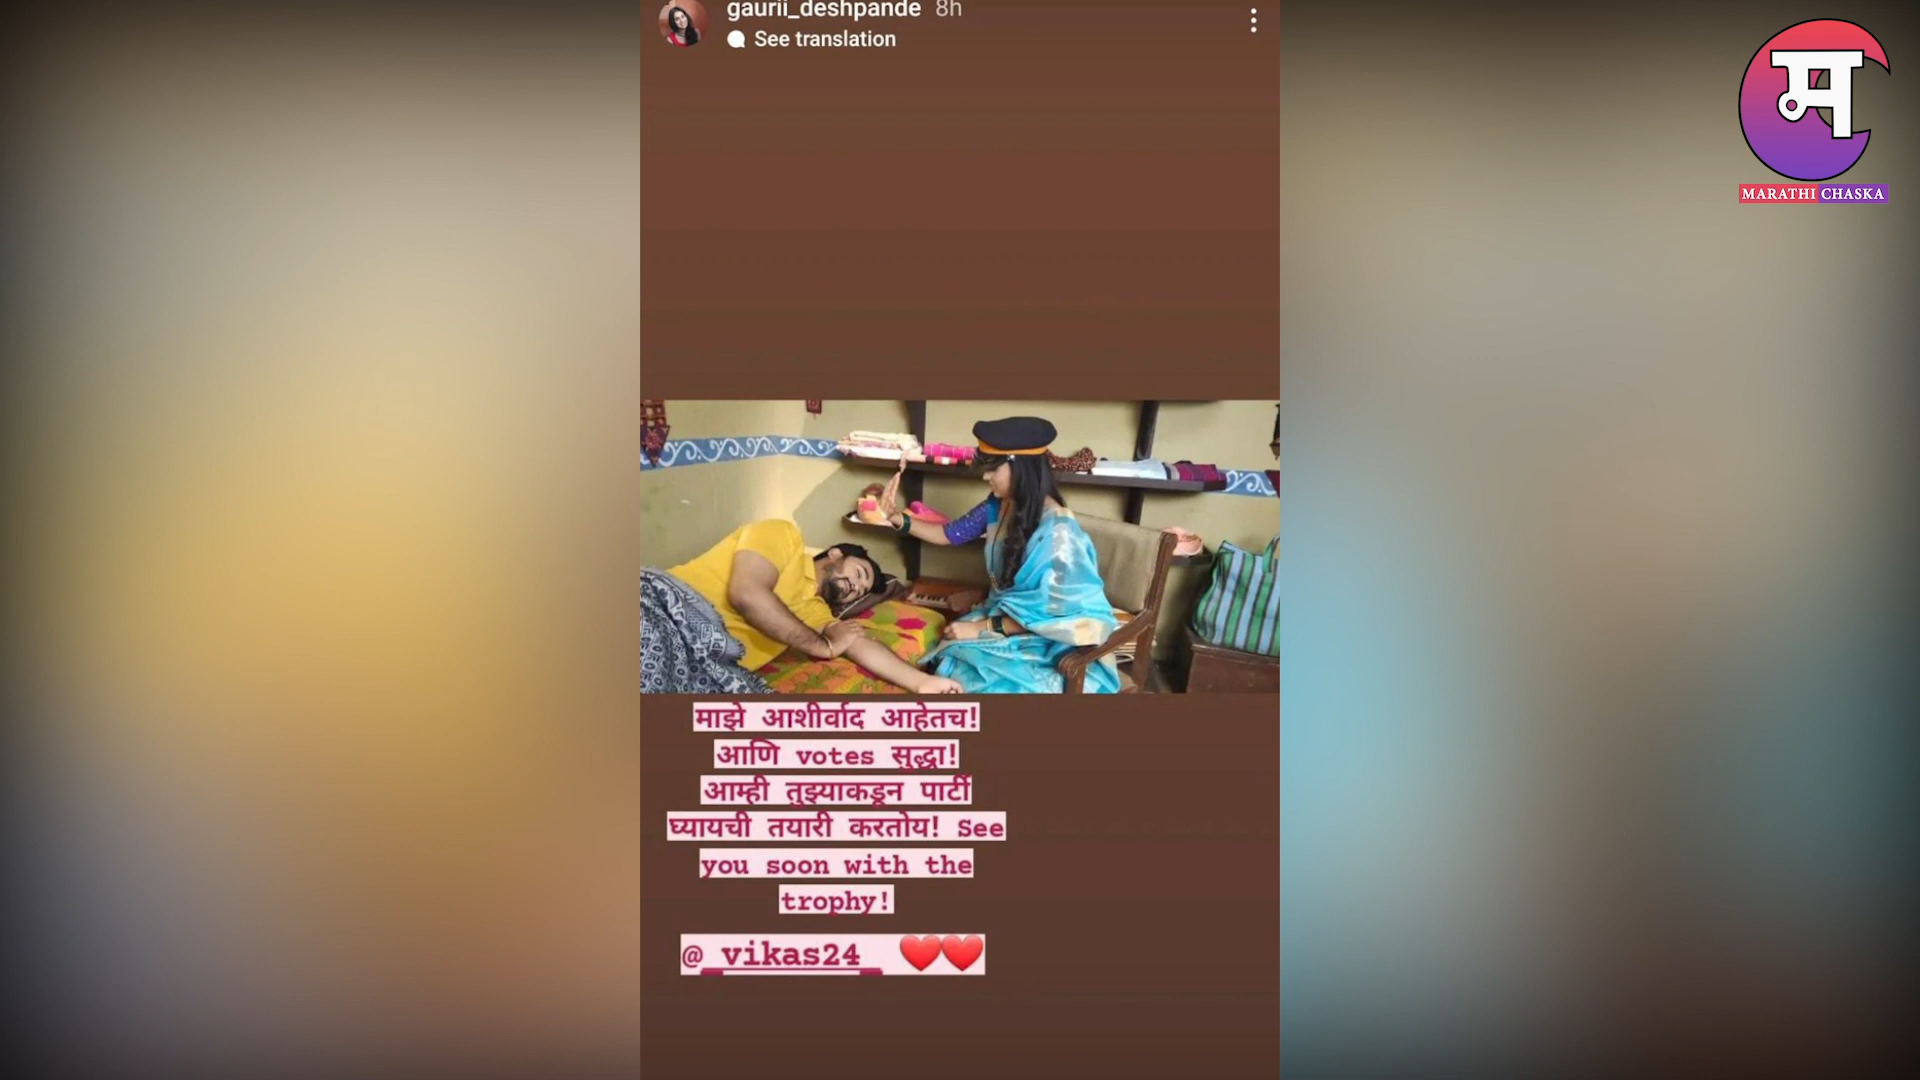 gaurii_deshpande 8h
See translation
म
MARATHI CHASKA
माझे आशीर्वाद आहेतच!
आणि votes सुद्धा!
आम्ही तुझ्याकडून पार्टी
घ्यायची तयारी करतोय! See
you soon with the
trophy!
@_vikas24_ ❤️❤️